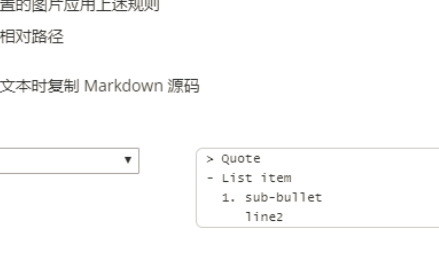 置的图片应用上述规则
相对路径
文本时复制 Markdown 源码
> Quote
- List item
  1. sub-bullet
     line2